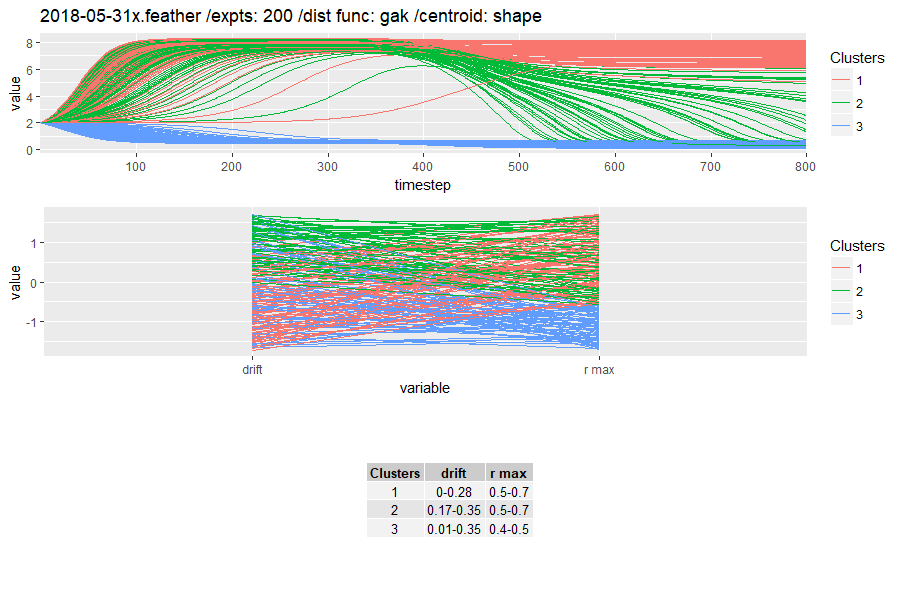 2018-05-31x.feather /expts: 200 /dist func: gak /centroid: shape
value
8
6
4
2
0
100 200 300 400 500 600 700 800
timestep
Clusters
1
2
3
value
1
0
-1
drift r max
variable
Clusters
1
2
3
Clusters drift r max
1 0-0.28 0.5-0.7
2 0.17-0.35 0.5-0.7
3 0.01-0.35 0.4-0.5